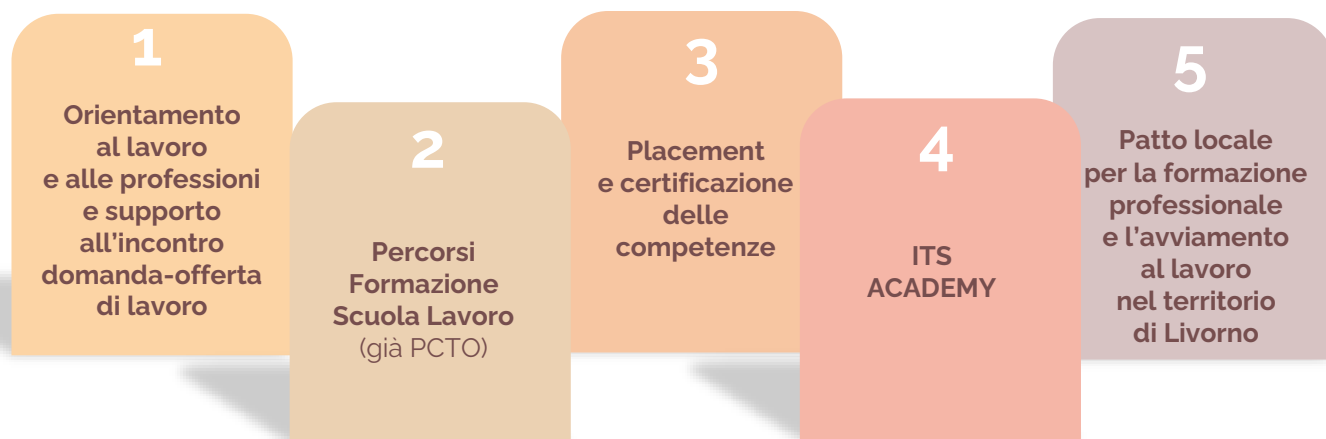 1
Orientamento
al lavoro
e alle professioni
e supporto
all'incontro
domanda-offerta
di lavoro
2
Percorsi
Formazione
Scuola Lavoro
(già PCTO)
3
Placement
e certificazione
delle
competenze
4
ITS
ACADEMY
5
Patto locale
per la formazione
professionale
e l'avviamento
al lavoro
nel territorio
di Livorno